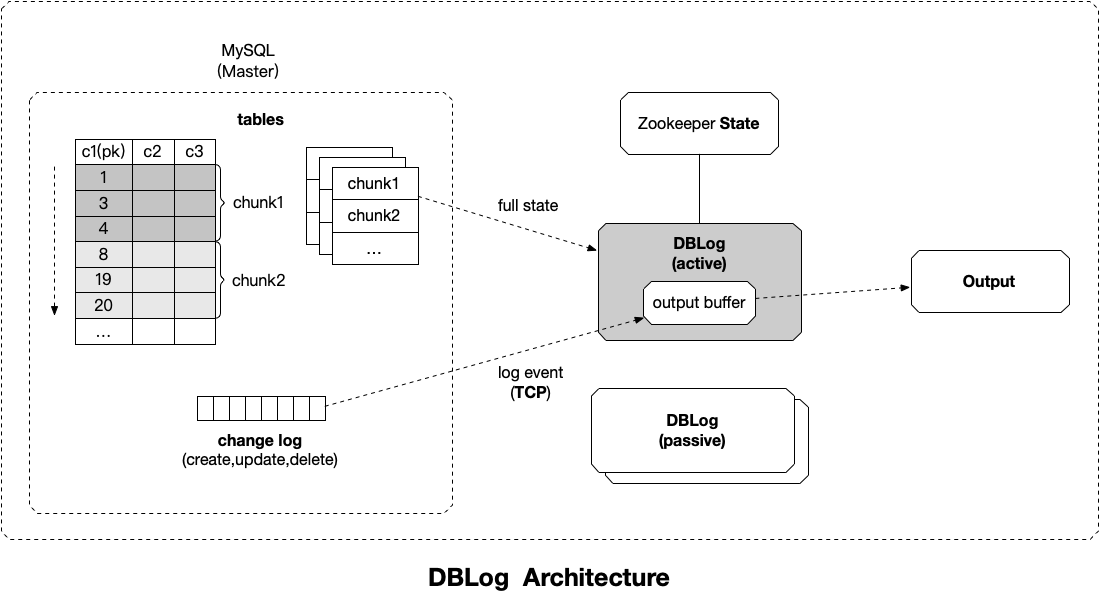 MySQL
(Master)
tables
c1(pk) c2 c3
1
3
4
8
19
20
...
chunk1
chunk2
chunk1
chunk2
...
full state
Zookeeper State
DBLog
(active)
output buffer
Output
log event
(TCP)
change log
(create,update,delete)
DBLog
(passive)
DBLog Architecture